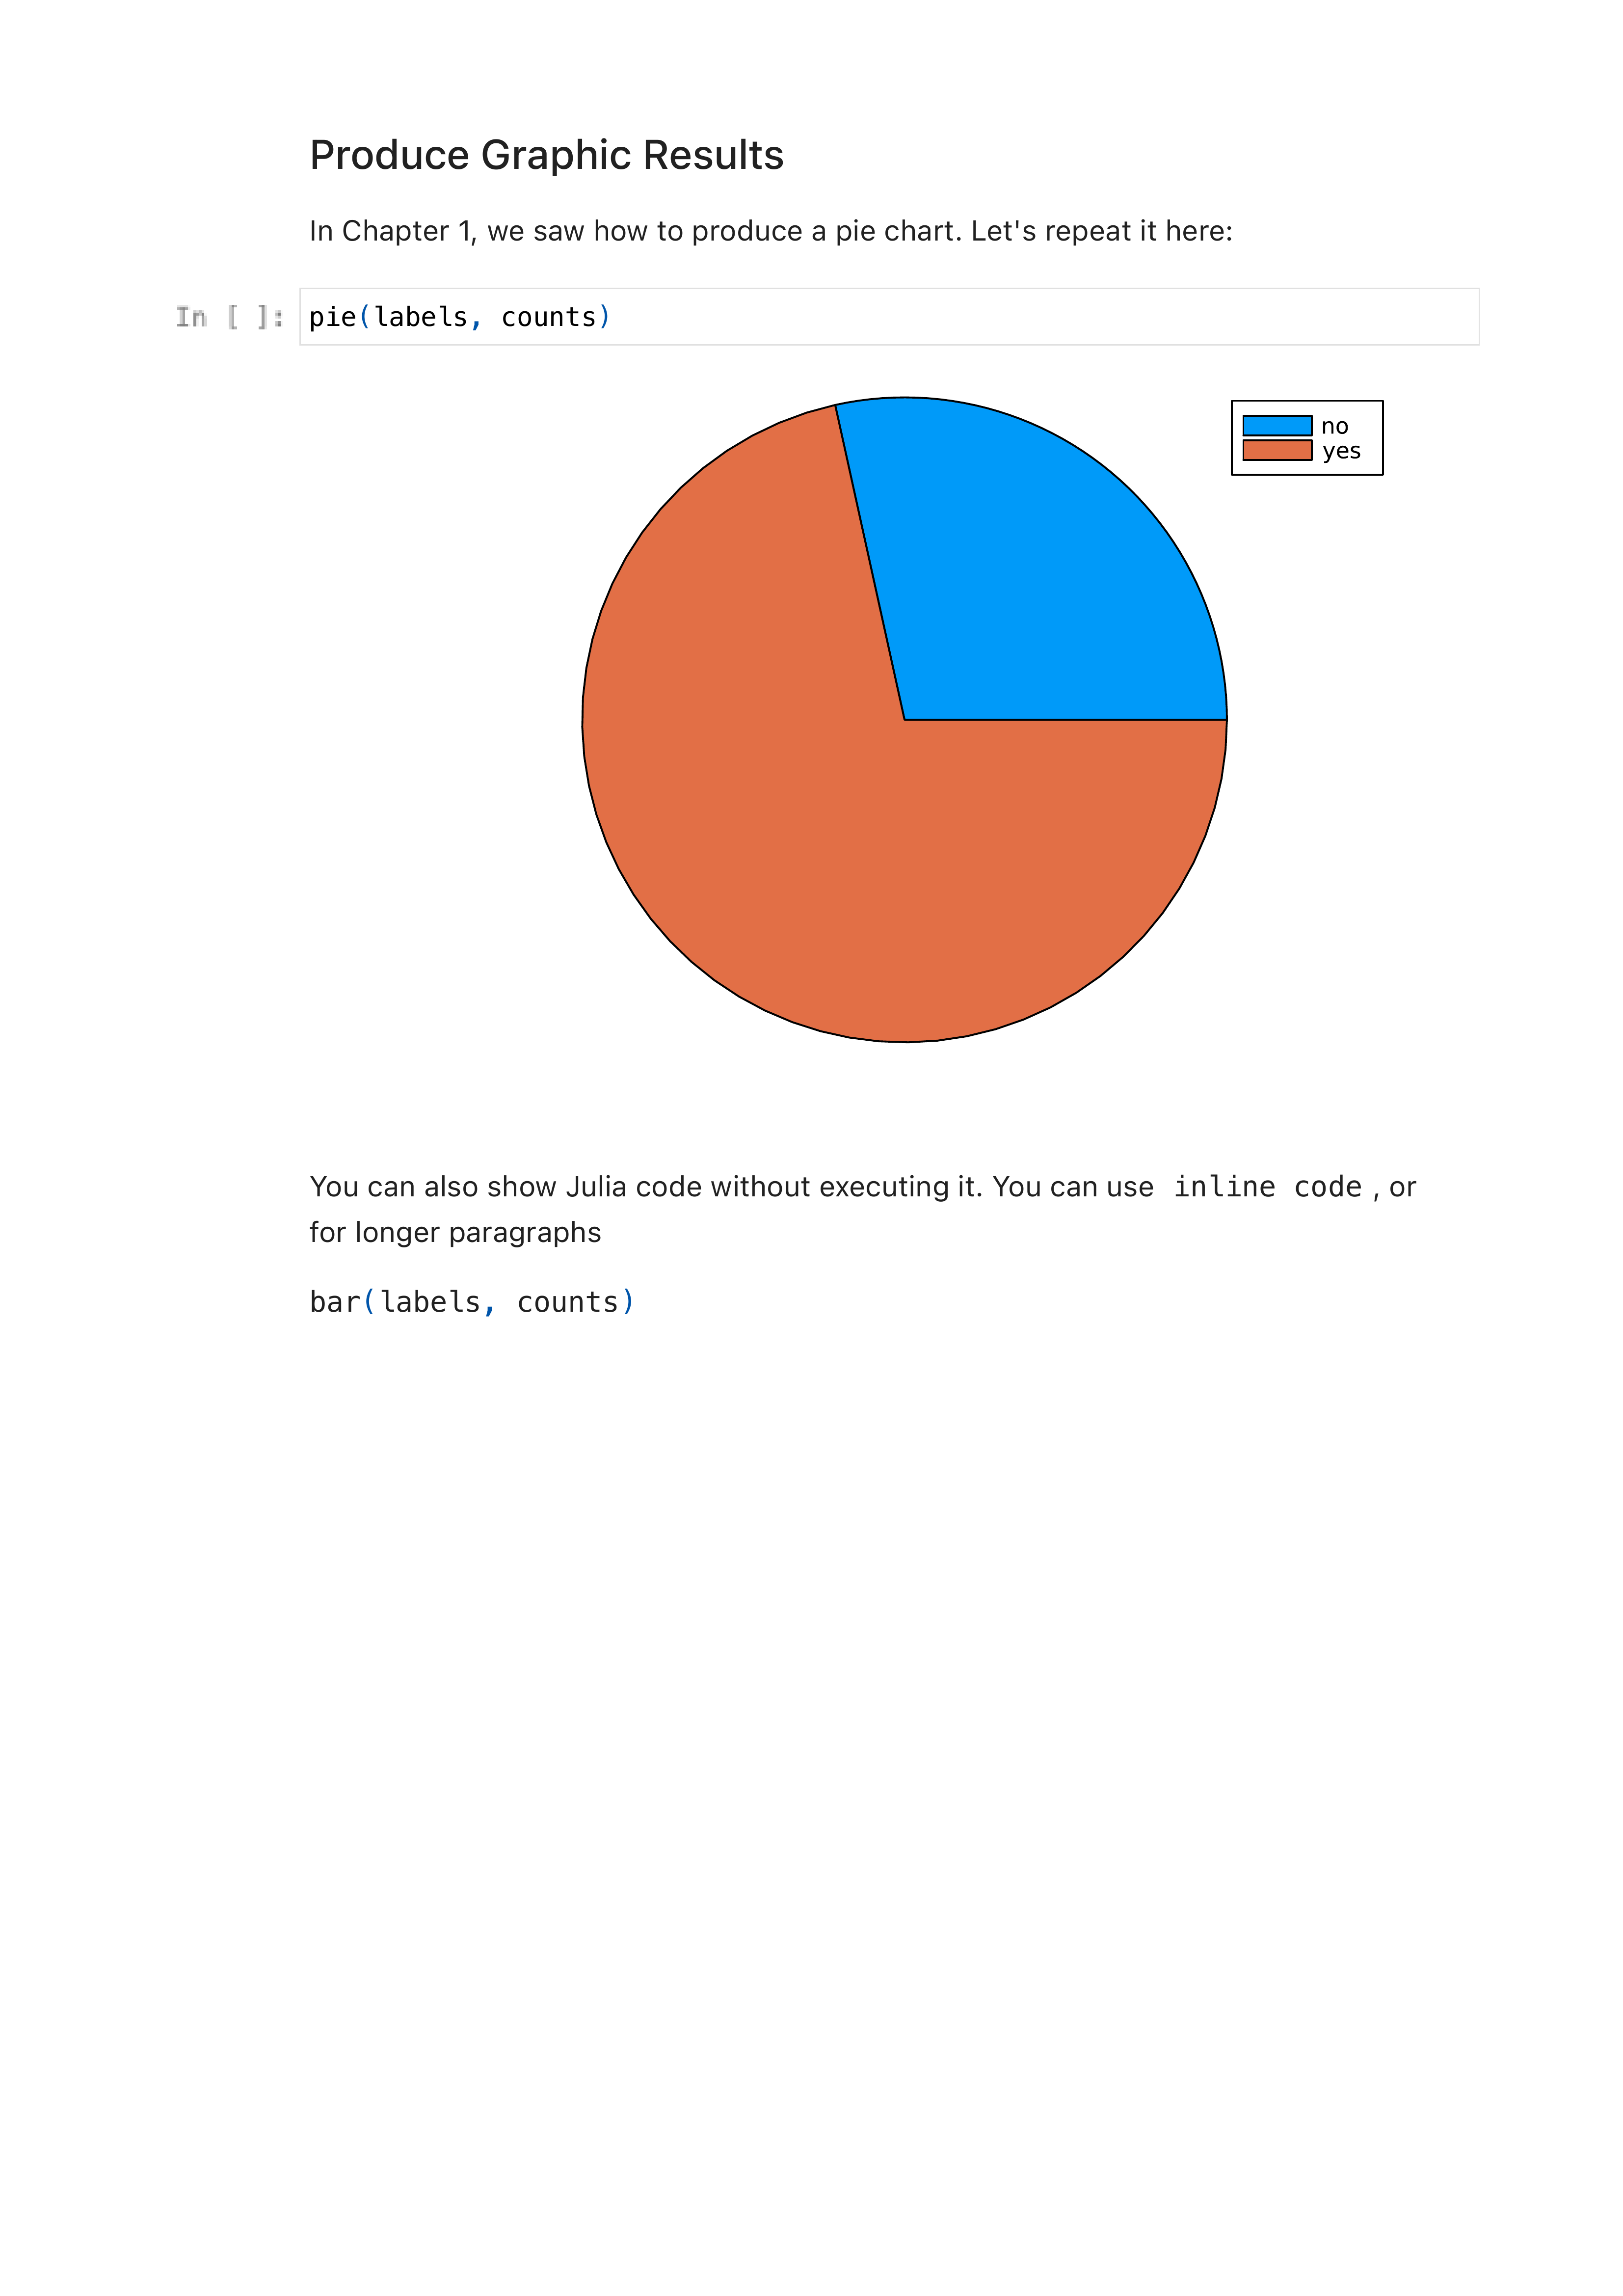 Produce Graphic Results
In Chapter 1, we saw how to produce a pie chart. Let's repeat it here:
In [ ]: pie(labels, counts)
no
yes
You can also show Julia code without executing it. You can use inline code , or
for longer paragraphs
bar(labels, counts)